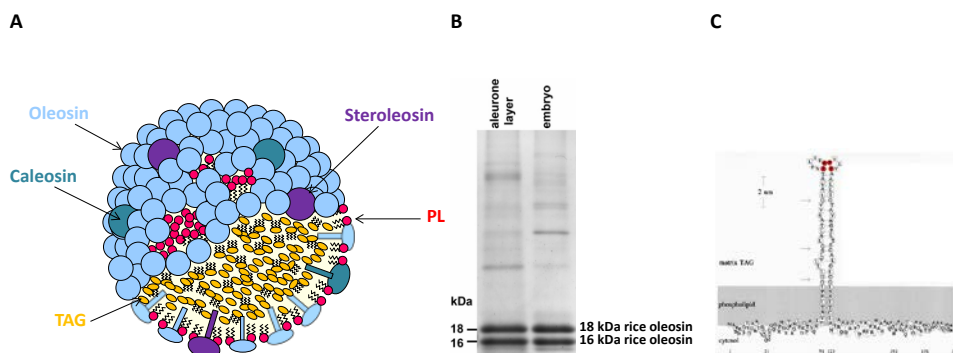 A
B
C
Oleosin
Steroleosin
Caleosin
PL
TAG
aleurone
layer
embryo
kDa
18
16
18 kDa rice oleosin
16 kDa rice oleosin
2 nm
matrix TAG
phospholipid
cytosol